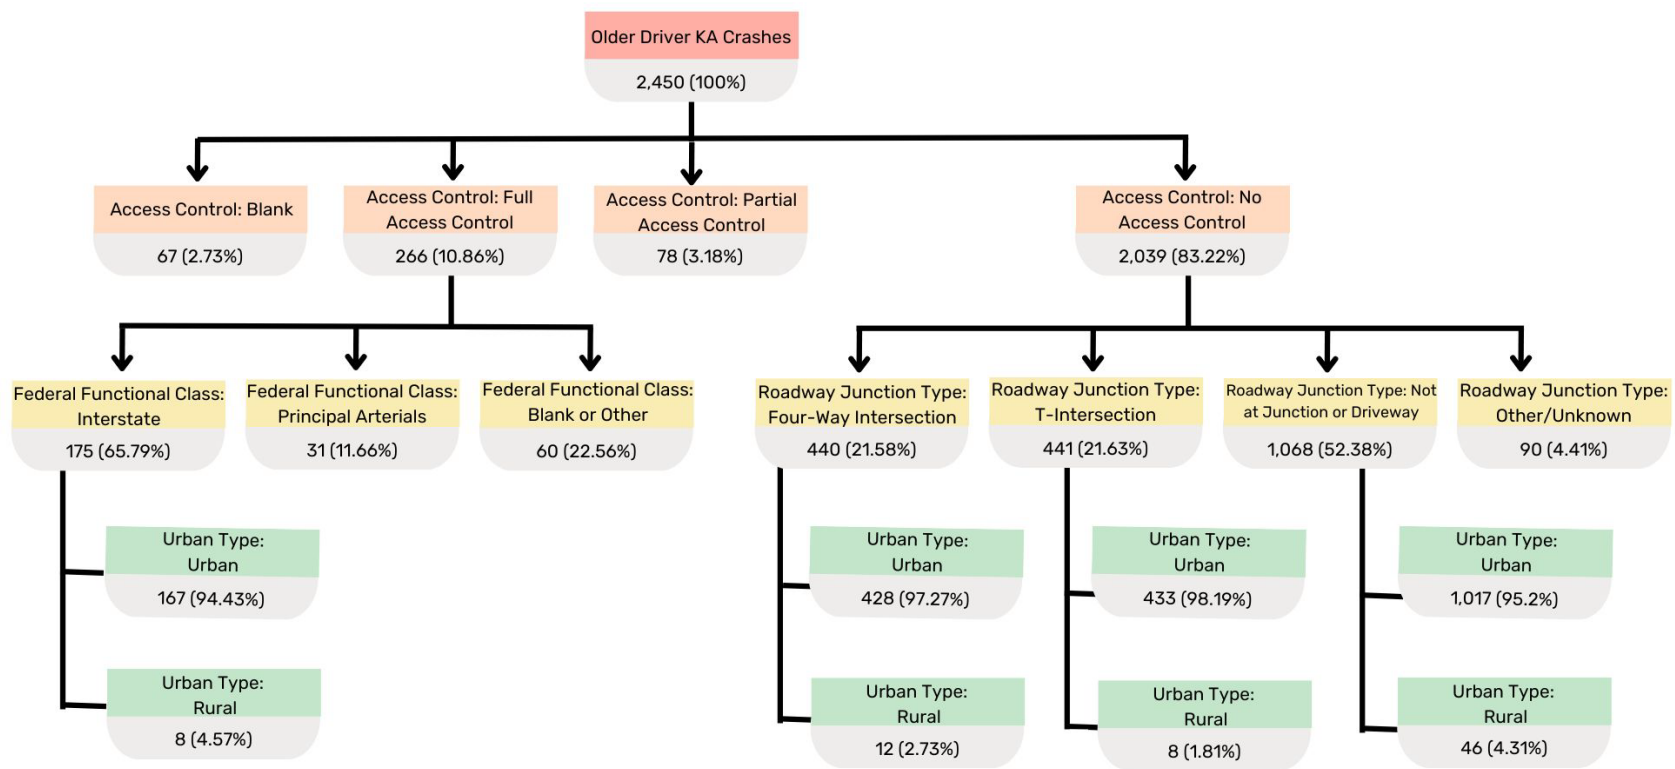 Older Driver KA Crashes
2,450 (100%)
Access Control: Blank
67 (2.73%)
Access Control: Full
Access Control
266 (10.86%)
Access Control: Partial
Access Control
78 (3.18%)
Access Control: No
Access Control
2,039 (83.22%)
Federal Functional Class:
Interstate
175 (65.79%)
Federal Functional Class:
Principal Arterials
31 (11.66%)
Federal Functional Class:
Blank or Other
60 (22.56%)
Roadway Junction Type:
Four-Way Intersection
440 (21.58%)
Roadway Junction Type:
T-Intersection
441 (21.63%)
Roadway Junction Type: Not
at Junction or Driveway
1,068 (52.38%)
Roadway Junction Type:
Other/Unknown
90 (4.41%)
Urban Type:
Urban
167 (94.43%)
Urban Type:
Urban
428 (97.27%)
Urban Type:
Urban
433 (98.19%)
Urban Type:
Urban
1,017 (95.2%)
Urban Type:
Rural
8 (4.57%)
Urban Type:
Rural
12 (2.73%)
Urban Type:
Rural
8 (1.81%)
Urban Type:
Rural
46 (4.31%)